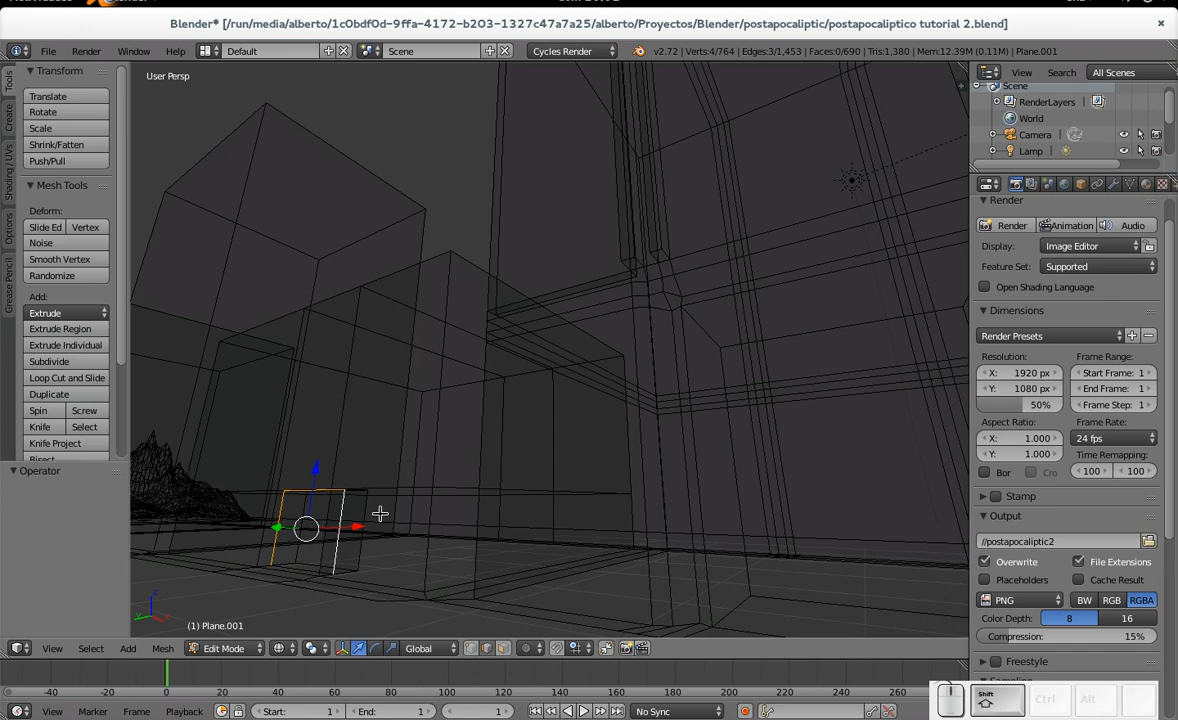 Blender* [/run/media/alberto/1c0bdf0d-9ffa-4172-b203-1327c47a7a25/alberto/Proyectos/Blender/postapocaliptic/postapocaliptico tutorial 2.blend]
File Render Window Help Default Scene Cycles Render v2.72 | Verts:4/764 | Edges:3/1,453 | Faces:0/690 | Tris:1,380 | Mem:12.39M (0.11M) | Plane.001
Tools
Create
Shading / UVs
Options
Grease Pencil
Transform
Translate
Rotate
Scale
Shrink/Fatten
Push/Pull
Mesh Tools
Deform:
Slide Ed Vertex
Noise
Smooth Vertex
Randomize
Add:
Extrude
Extrude Region
Extrude Individual
Subdivide
Loop Cut and Slide
Duplicate
Spin Screw
Knife Select
Knife Project
Bisect
Operator
User Persp
(1) Plane.001
View Select Add Mesh Edit Mode Global
View Search All Scenes
Scene
RenderLayers
World
Camera
Lamp
Render
Render Animation Audio
Display: Image Editor
Feature Set: Supported
Open Shading Language
Dimensions
Render Presets
Resolution: Frame Range:
X: 1920 px Start Frame: 1
Y: 1080 px End Frame: 1
50% Frame Step: 1
Aspect Ratio: Frame Rate:
X: 1.000 24 fps
Y: 1.000 Time Remapping:
Bor Cro 100 100
Stamp
Output
//postapocaliptic2
Overwrite File Extensions
Placeholders Cache Result
PNG BW RGB RGBA
Color Depth: 8 16
Compression: 15%
Freestyle
-40 -20 0 20 40 60 80 100 120 140 160 180 200 220 240 260
View Marker Frame Playback Start: 1 End: 1 1 No Sync
Shift Ctrl Alt